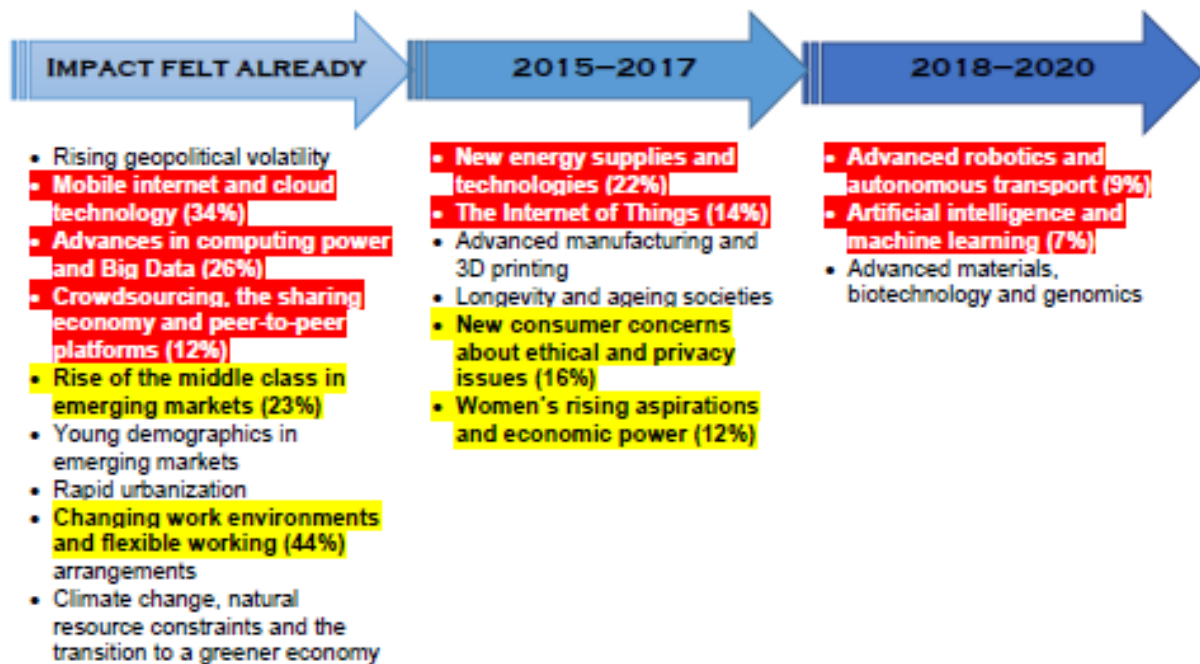 IMPACT FELT ALREADY
• Rising geopolitical volatility
• Mobile internet and cloud
technology (34%)
• Advances in computing power
and Big Data (26%)
• Crowdsourcing, the sharing
economy and peer-to-peer
platforms (12%)
• Rise of the middle class in
emerging markets (23%)
• Young demographics in
emerging markets
• Rapid urbanization
• Changing work environments
and flexible working (44%)
arrangements
• Climate change, natural
resource constraints and the
transition to a greener economy
2015–2017
• New energy supplies and
technologies (22%)
• The Internet of Things (14%)
• Advanced manufacturing and
3D printing
• Longevity and ageing societies
• New consumer concerns
about ethical and privacy
issues (16%)
• Women's rising aspirations
and economic power (12%)
2018–2020
• Advanced robotics and
autonomous transport (9%)
• Artificial intelligence and
machine learning (7%)
• Advanced materials,
biotechnology and genomics